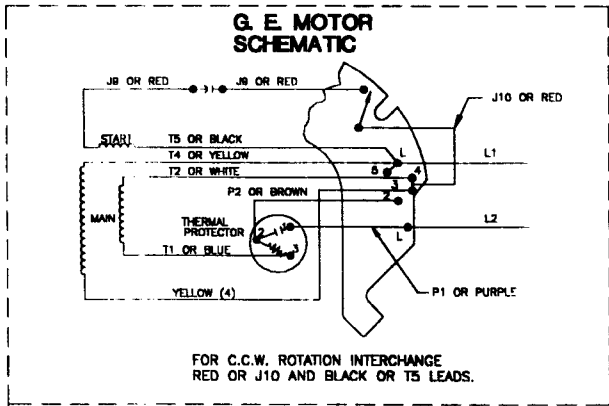 G. E. MOTOR
SCHEMATIC
J9 OR RED
J9 OR RED
J10 OR RED
START
T5 OR BLACK
T4 OR YELLOW
T2 OR WHITE
L
L1
5
4
3
2
P2 OR BROWN
MAIN
THERMAL
PROTECTOR
1
2
3
L
L2
T1 OR BLUE
YELLOW (4)
P1 OR PURPLE
FOR C.C.W. ROTATION INTERCHANGE
RED OR J10 AND BLACK OR T5 LEADS.